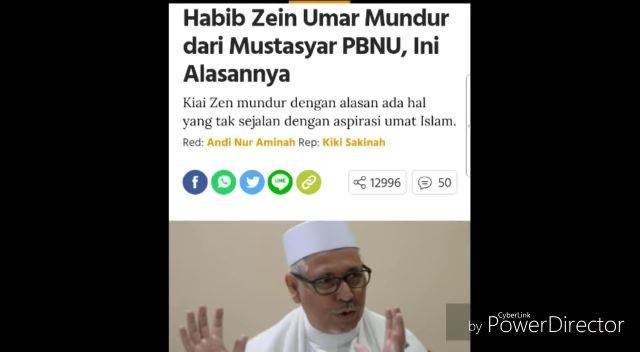 Habib Zein Umar Mundur
dari Mustasyar PBNU, Ini
Alasannya
Kiai Zen mundur dengan alasan ada hal
yang tak sejalan dengan aspirasi umat Islam.
Red: Andi Nur Aminah Rep: Kiki Sakinah
LINE
12996
50
CyberLink
by PowerDirector